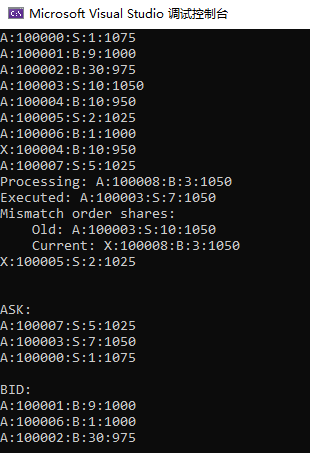 Microsoft Visual Studio 调试控制台
A:100000:S:1:1075
A:100001:B:9:1000
A:100002:B:30:975
A:100003:S:10:1050
A:100004:B:10:950
A:100005:S:2:1025
A:100006:B:1:1000
X:100004:B:10:950
A:100007:S:5:1025
Processing: A:100008:B:3:1050
Executed: A:100003:S:7:1050
Mismatch order shares:
    Old: A:100003:S:10:1050
    Current: X:100008:B:3:1050
X:100005:S:2:1025
ASK:
A:100007:S:5:1025
A:100003:S:7:1050
A:100000:S:1:1075
BID:
A:100001:B:9:1000
A:100006:B:1:1000
A:100002:B:30:975